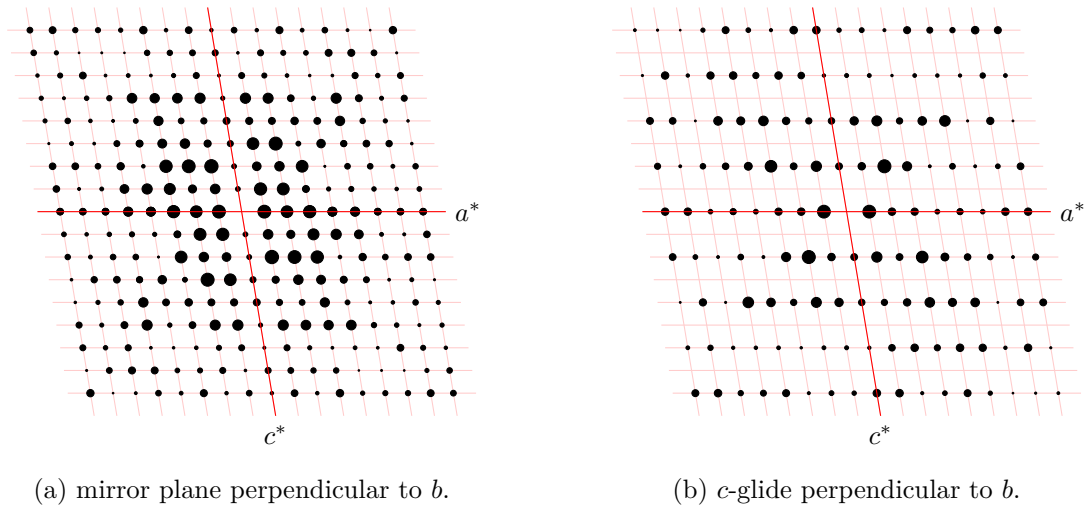 a*
a*
c*
c*
(a) mirror plane perpendicular to b.
(b) c-glide perpendicular to b.